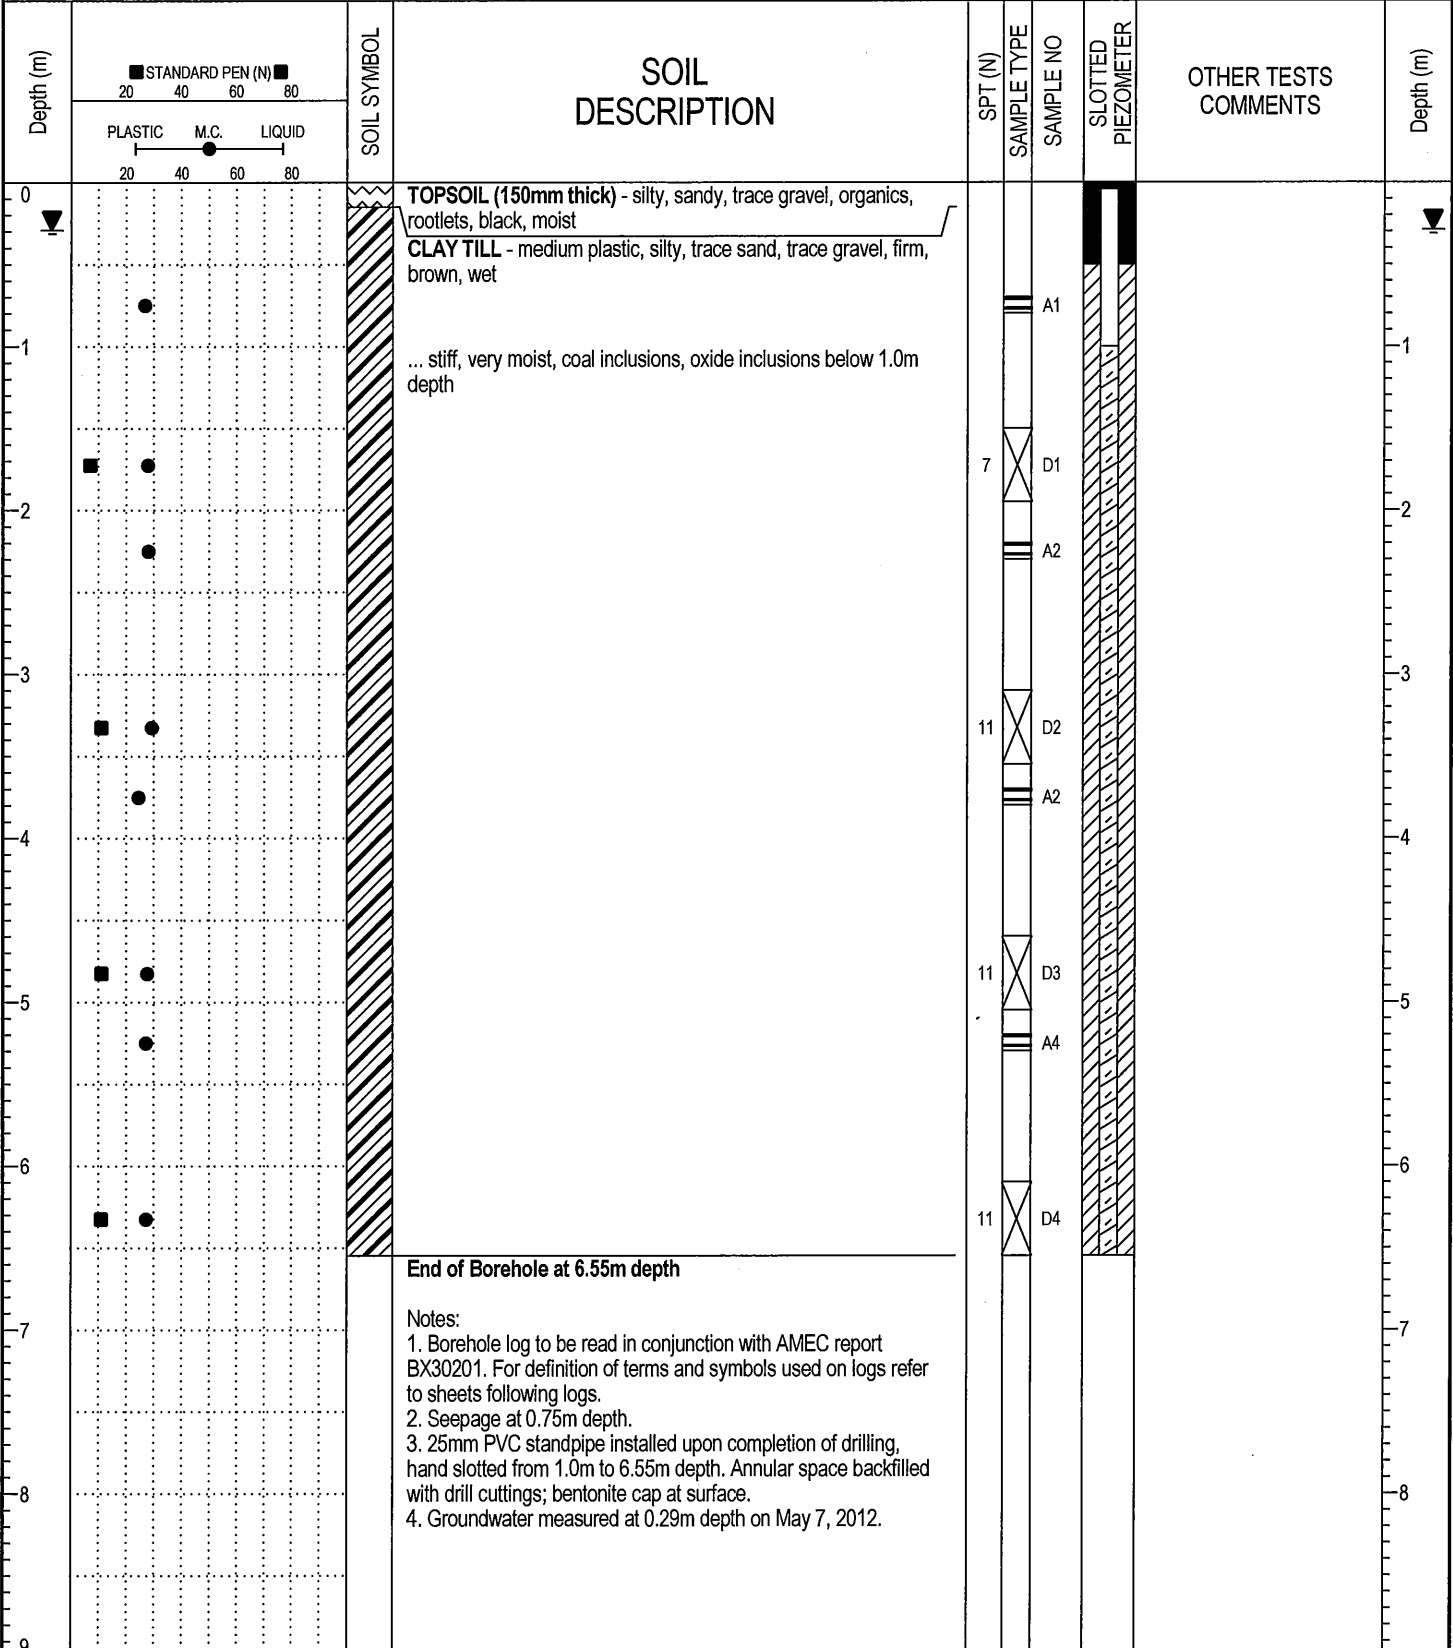 Depth (m)
■STANDARD PEN (N)■
20 40 60 80
PLASTIC M.C. LIQUID
20 40 60 80
SOIL SYMBOL
SOIL
DESCRIPTION
SPT (N)
SAMPLE TYPE
SAMPLE NO
SLOTTED
PIEZOMETER
OTHER TESTS
COMMENTS
Depth (m)
0
TOPSOIL (150mm thick) - silty, sandy, trace gravel, organics,
rootlets, black, moist
CLAY TILL - medium plastic, silty, trace sand, trace gravel, firm,
brown, wet
A1
1
... stiff, very moist, coal inclusions, oxide inclusions below 1.0m
depth
1
7 D1
2
2
A2
3
3
11 D2
A2
4
4
11 D3
5
5
A4
6
6
11 D4
End of Borehole at 6.55m depth
Notes:
7
7
1. Borehole log to be read in conjunction with AMEC report
BX30201. For definition of terms and symbols used on logs refer
to sheets following logs.
2. Seepage at 0.75m depth.
3. 25mm PVC standpipe installed upon completion of drilling,
hand slotted from 1.0m to 6.55m depth. Annular space backfilled
with drill cuttings; bentonite cap at surface.
8
8
4. Groundwater measured at 0.29m depth on May 7, 2012.
9